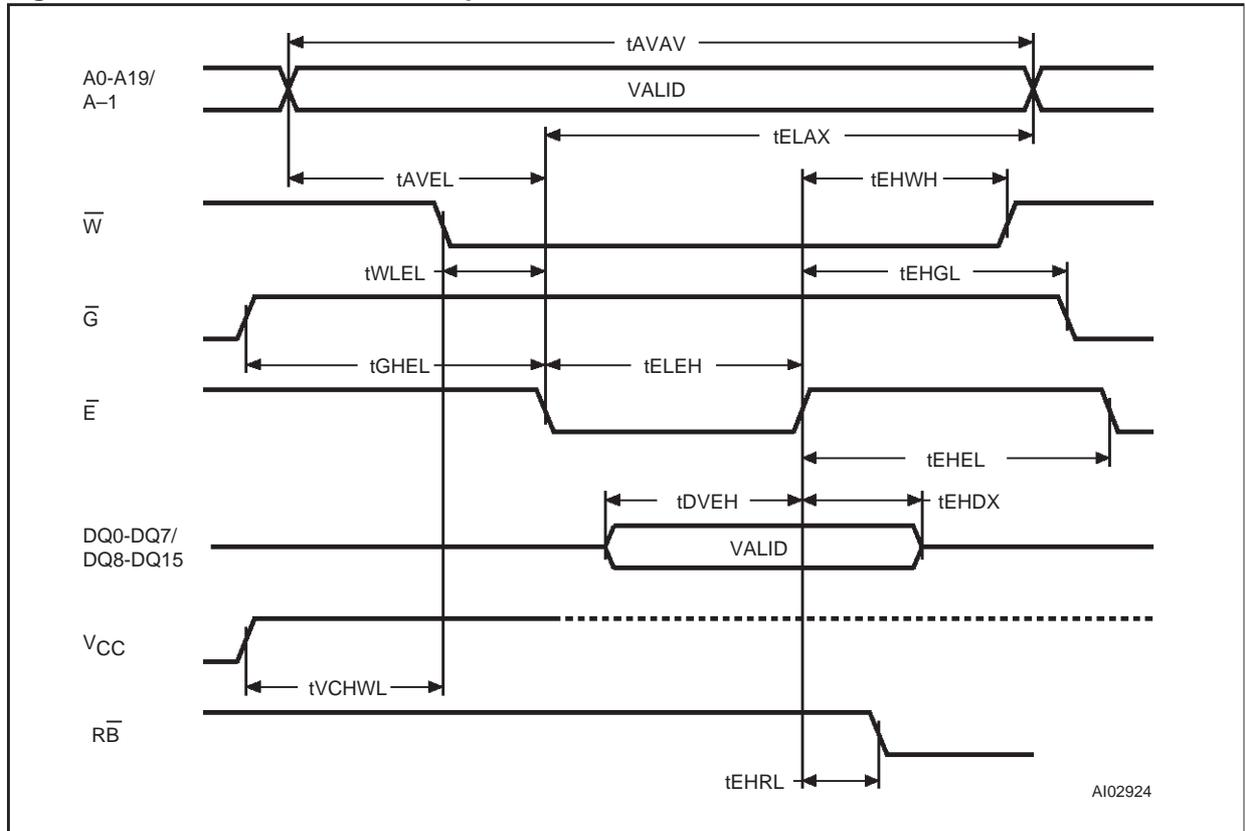 tAVAV
A0-A19/
A–1
VALID
tELAX
tAVEL
tEHWH
W̅
tWLEL
tEHGL
G̅
tGHEL
tELEH
E̅
tEHEL
tDVEH
tEHDX
DQ0-DQ7/
DQ8-DQ15
VALID
VCC
tVCHWL
RB̅
tEHRL
AI02924